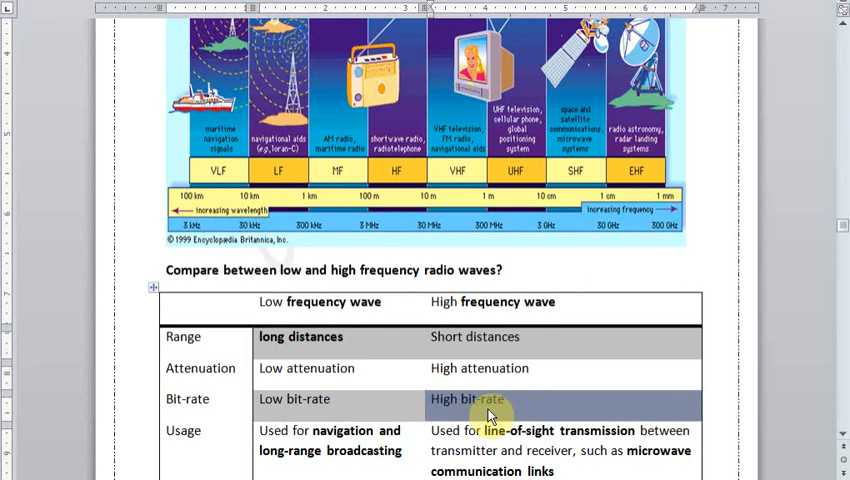 1 2 3 4 5 6 7
maritime navigation signals
navigational aids (e.g., loran-C)
AM radio, maritime radio
shortwave radio, radiotelephone
VHF television, FM radio, navigational aids
UHF television, cellular phone, global positioning system
space and satellite communications, microwave systems
radio astronomy, radar landing systems
VLF LF MF HF VHF UHF SHF EHF
100 km 10 km 1 km 100 m 10 m 1 m 10 cm 1 cm 1 mm
increasing wavelength increasing frequency
3 kHz 30 kHz 300 kHz 3 MHz 30 MHz 300 MHz 3 GHz 30 GHz 300 GHz
© 1999 Encyclopædia Britannica, Inc.
Compare between low and high frequency radio waves?
Low frequency wave High frequency wave
Range long distances Short distances
Attenuation Low attenuation High attenuation
Bit-rate Low bit-rate High bit-rate
Usage Used for navigation and Used for line-of-sight transmission between
long-range broadcasting transmitter and receiver, such as microwave
communication links